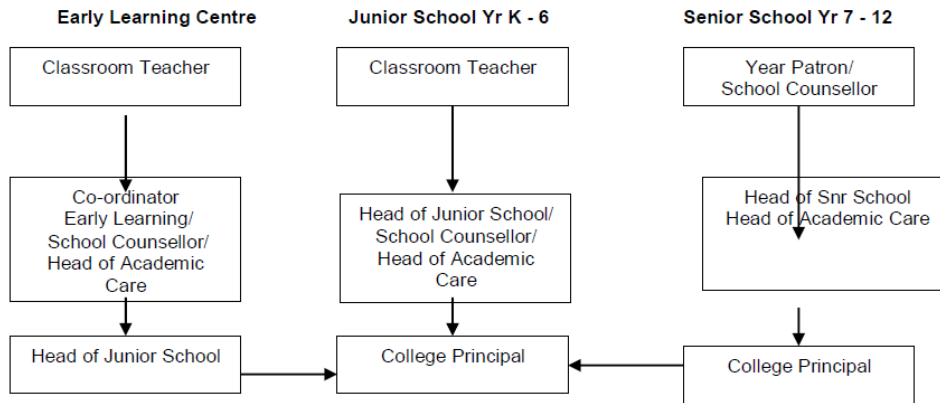 Early Learning Centre
Junior School Yr K - 6
Senior School Yr 7 - 12
Classroom Teacher
Classroom Teacher
Year Patron/
School Counsellor
Co-ordinator
Early Learning/
School Counsellor/
Head of Academic
Care
Head of Junior School/
School Counsellor/
Head of Academic
Care
Head of Snr School
Head of Academic Care
Head of Junior School
College Principal
College Principal